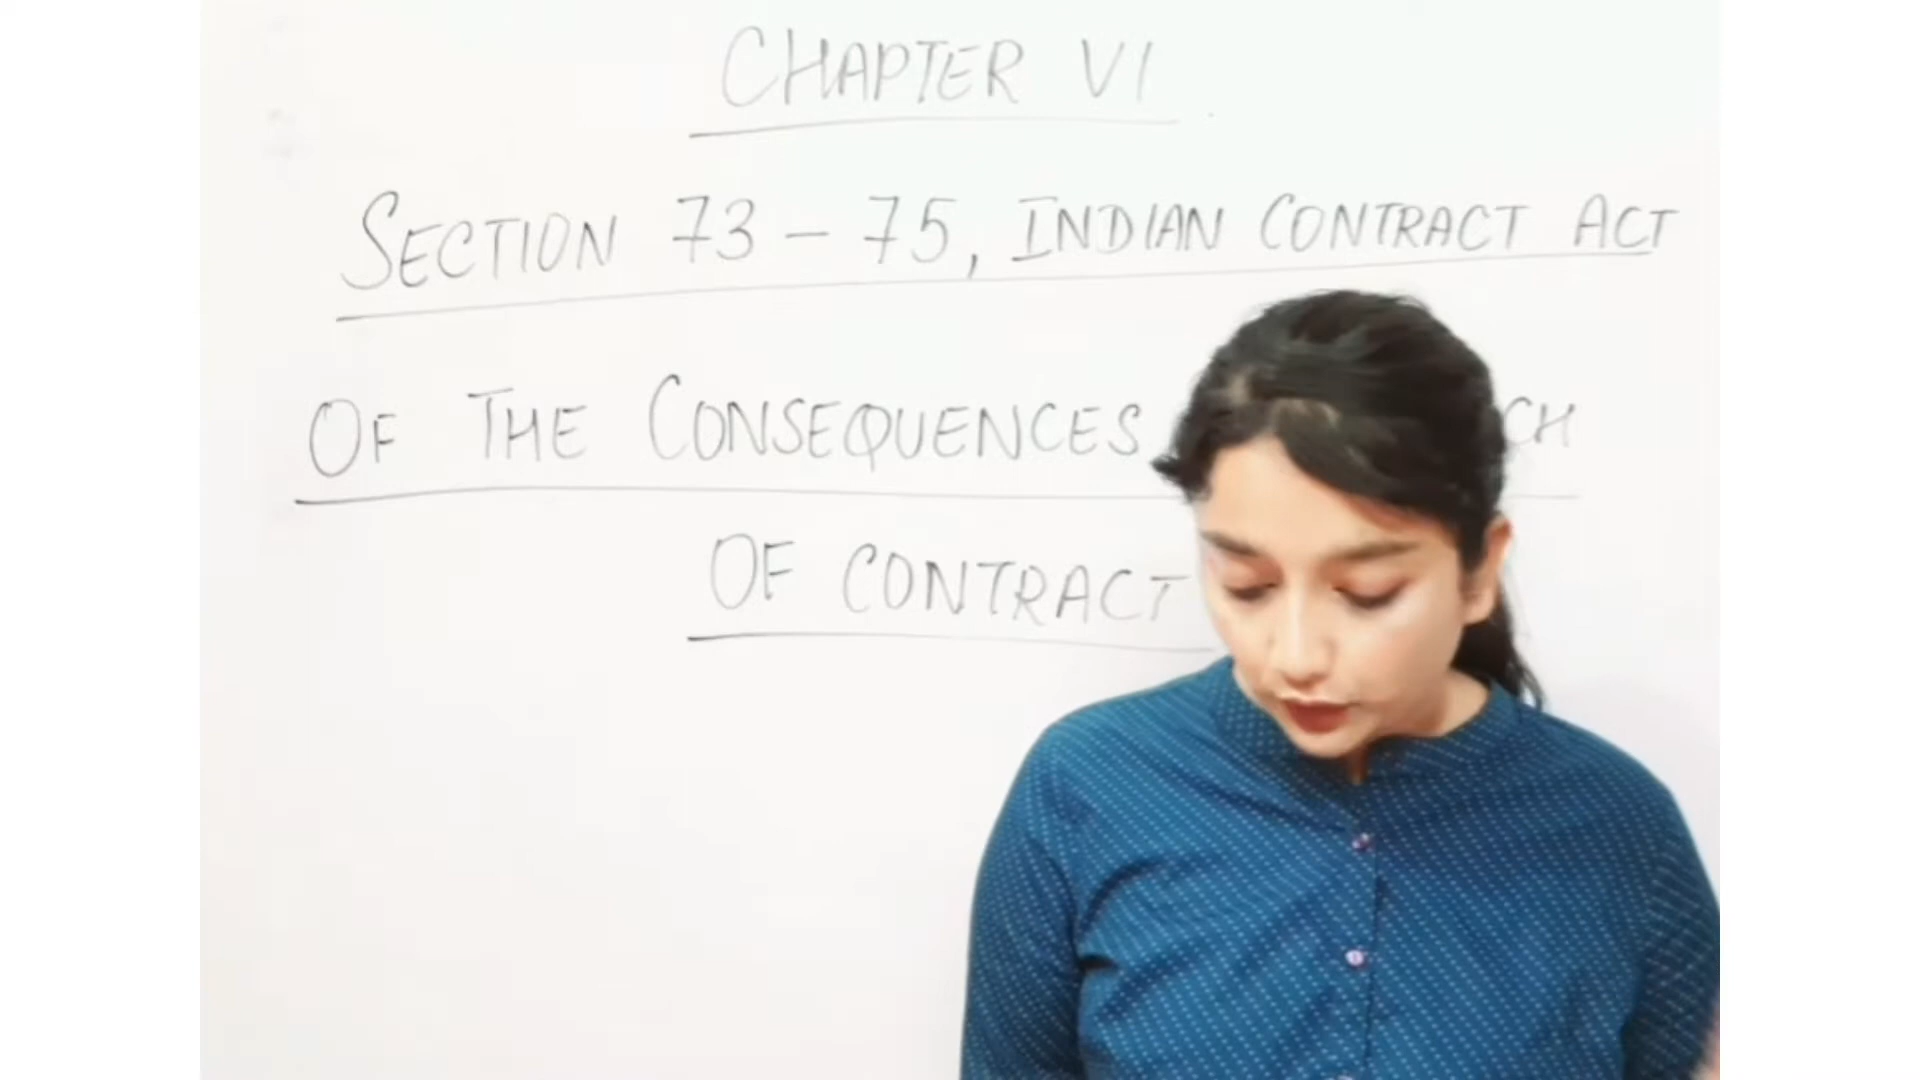 CHAPTER VI
SECTION 73 - 75, INDIAN CONTRACT ACT
OF THE CONSEQUENCES
OF CONTRACT